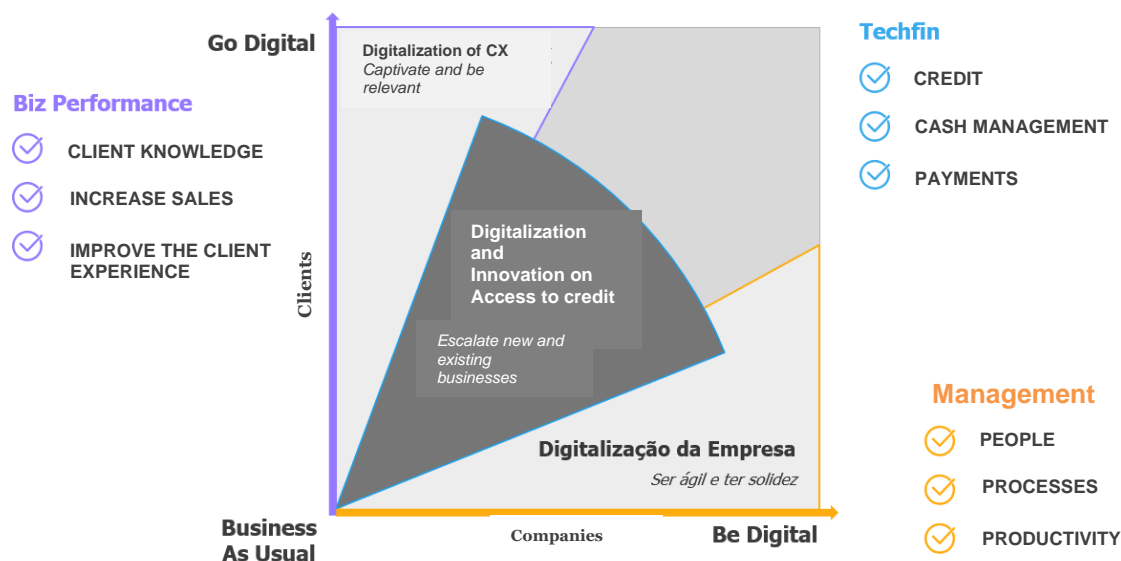 Go Digital
Digitalization of CX
Captivate and be
relevant
Techfin
CREDIT
CASH MANAGEMENT
PAYMENTS
Biz Performance
CLIENT KNOWLEDGE
INCREASE SALES
IMPROVE THE CLIENT
EXPERIENCE
Clients
Digitalization
and
Innovation on
Access to credit
Escalate new and
existing
businesses
Management
PEOPLE
PROCESSES
PRODUCTIVITY
Digitalização da Empresa
Ser ágil e ter solidez
Business
As Usual
Companies
Be Digital